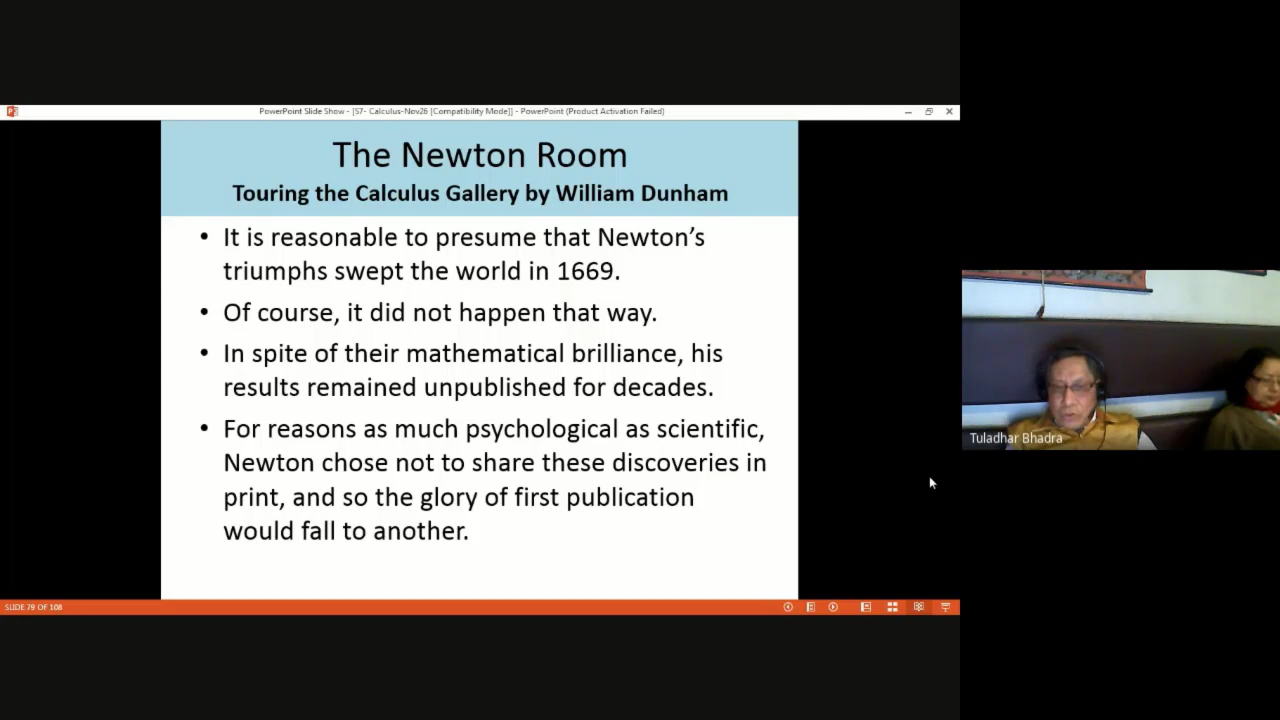 PowerPoint Slide Show - [S7- Calculus-Nov26 [Compatibility Mode]] - PowerPoint (Product Activation Failed)
The Newton Room
Touring the Calculus Gallery by William Dunham
• It is reasonable to presume that Newton’s
triumphs swept the world in 1669.
• Of course, it did not happen that way.
• In spite of their mathematical brilliance, his
results remained unpublished for decades.
• For reasons as much psychological as scientific,
Newton chose not to share these discoveries in
print, and so the glory of first publication
would fall to another.
Tuladhar Bhadra
SLIDE 79 OF 108